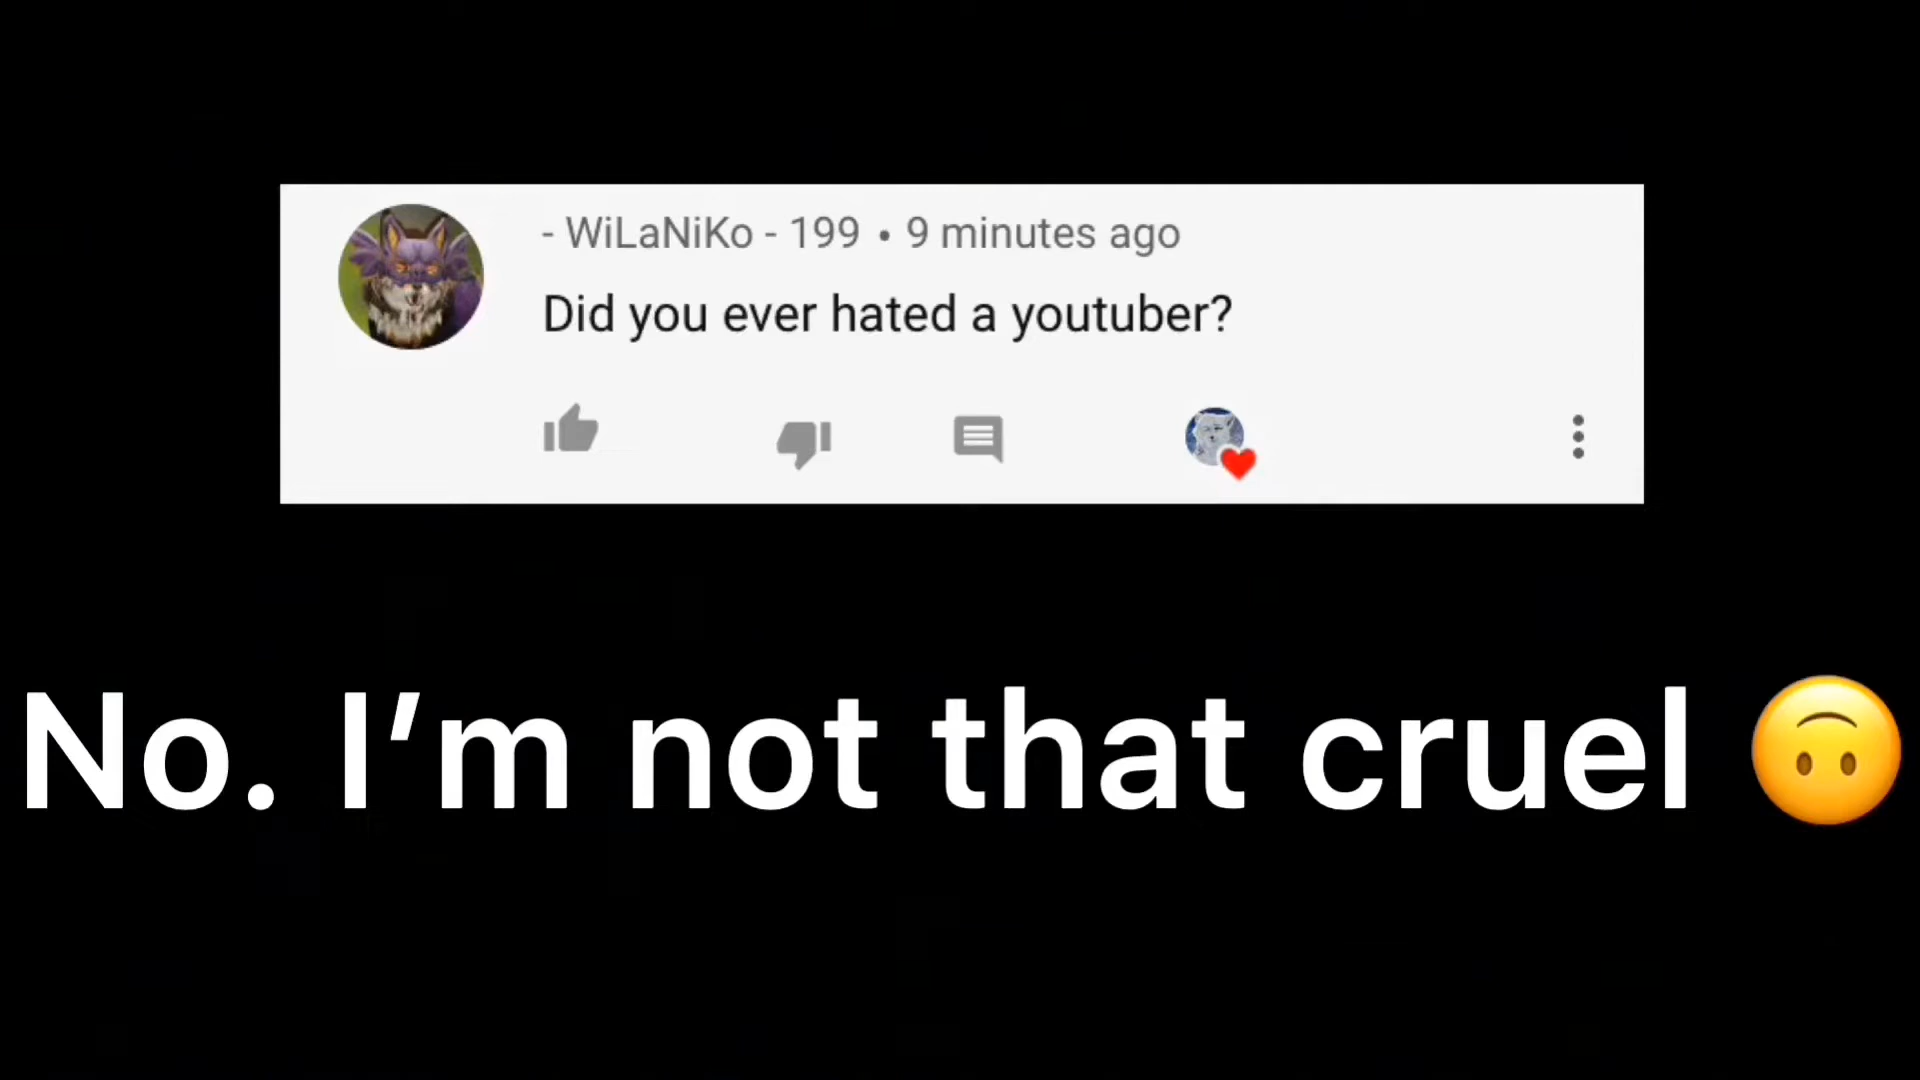 - WiLaNiKo - 199 • 9 minutes ago
Did you ever hated a youtuber?
No. I’m not that cruel 🙃